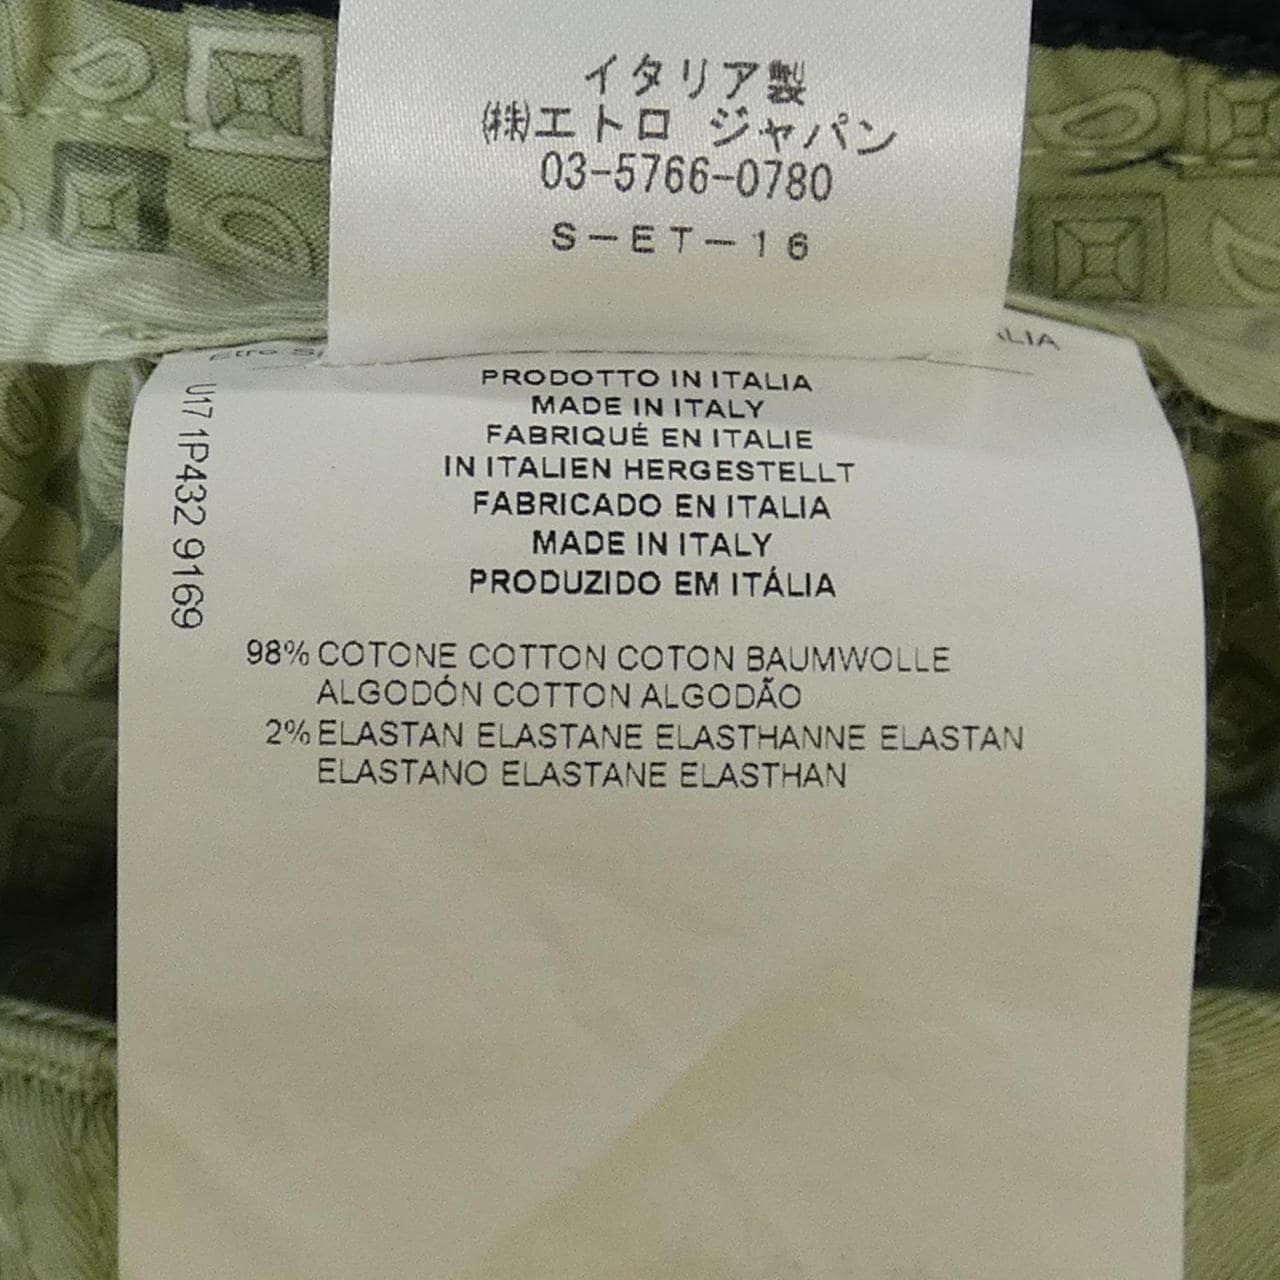 イタリア製
㈱エトロ ジャパン
03-5766-0780
S-ET-16
PRODOTTO IN ITALIA
MADE IN ITALY
FABRIQUÉ EN ITALIE
IN ITALIEN HERGESTELLT
FABRICADO EN ITALIA
MADE IN ITALY
PRODUZIDO EM ITÁLIA
U17 1P432 9169
98% COTONE COTTON COTON BAUMWOLLE
ALGODÓN COTTON ALGODÃO
2% ELASTAN ELASTANE ELASTHANNE ELASTAN
ELASTANO ELASTANE ELASTHAN